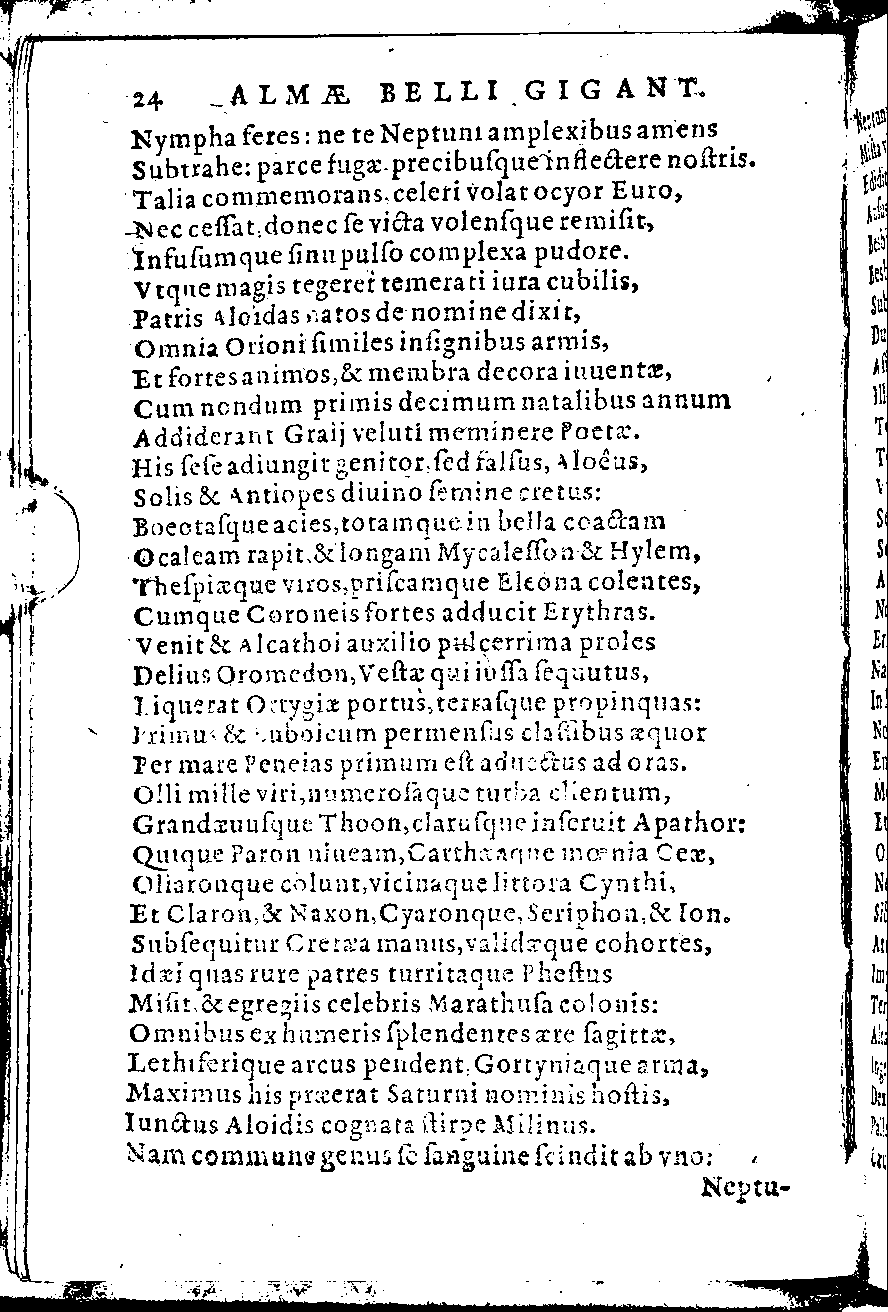 24 ALMÆ BELLI GIGANT.
Nympha feres: ne te Neptuni amplexibus amens
Subtrahe: parce fugæ. precibuſque inflectere noſtris.
Talia commemorans, celeri volat ocyor Euro,
Nec ceſſat, donec ſe victa volenſque remiſit,
Infuſumque ſinu pulſo complexa pudore.
Vtque magis tegeret temerati iura cubilis,
Patris Aloidas natos de nomine dixit,
Omnia Orioni ſimiles inſignibus armis,
Et fortes animos, & membra decora iuuentæ,
Cum nondum primis decimum natalibus annum
Addiderant Graij veluti meminere Poetæ.
His ſeſe adiungit genitor, ſed falſus, Aloêus,
Solis & Antiopes diuino ſemine cretus:
Boeotaſque acies, totamque in bella coactam
Ocaleam rapit, & longam Mycaleſſon & Hylem,
Theſpiæque viros, priſcamque Eleona colentes,
Cumque Coroneis fortes adducit Erythras.
Venit & Alcathoi auxilio pulcerrima proles
Delius Oromedon, Veſtæ qui iuſſa ſequutus,
Liquerat Ortygiæ portus, terraſque propinquas:
Primus & Euboicum permenſus claſſibus æquor
Per mare Peneias primum eſt aduectus ad oras.
Olli mille viri, numeroſaque turba clientum,
Grandæuuſque Thoon, claruſque inſeruit Apathor:
Quique Paron niueam, Carthæaque mœnia Ceæ,
Oliaronque colunt, vicinaque littora Cynthi,
Et Claron, & Naxon, Cyaronque, Seriphon, & Ion.
Subſequitur Cretæa manus, validæque cohortes,
Idæi quas rure patres turritaque Pheſtus
Miſit, & egregiis celebris Marathuſa colonis:
Omnibus ex humeris ſplendentes ære ſagittæ,
Lethiferique arcus pendent, Gortyniaque arma,
Maximus his præerat Saturni nominis hoſtis,
Iunctus Aloidis cognata ſtirpe Milinus.
Nam commune genus ſe ſanguine ſcindit ab vno:
Neptu-